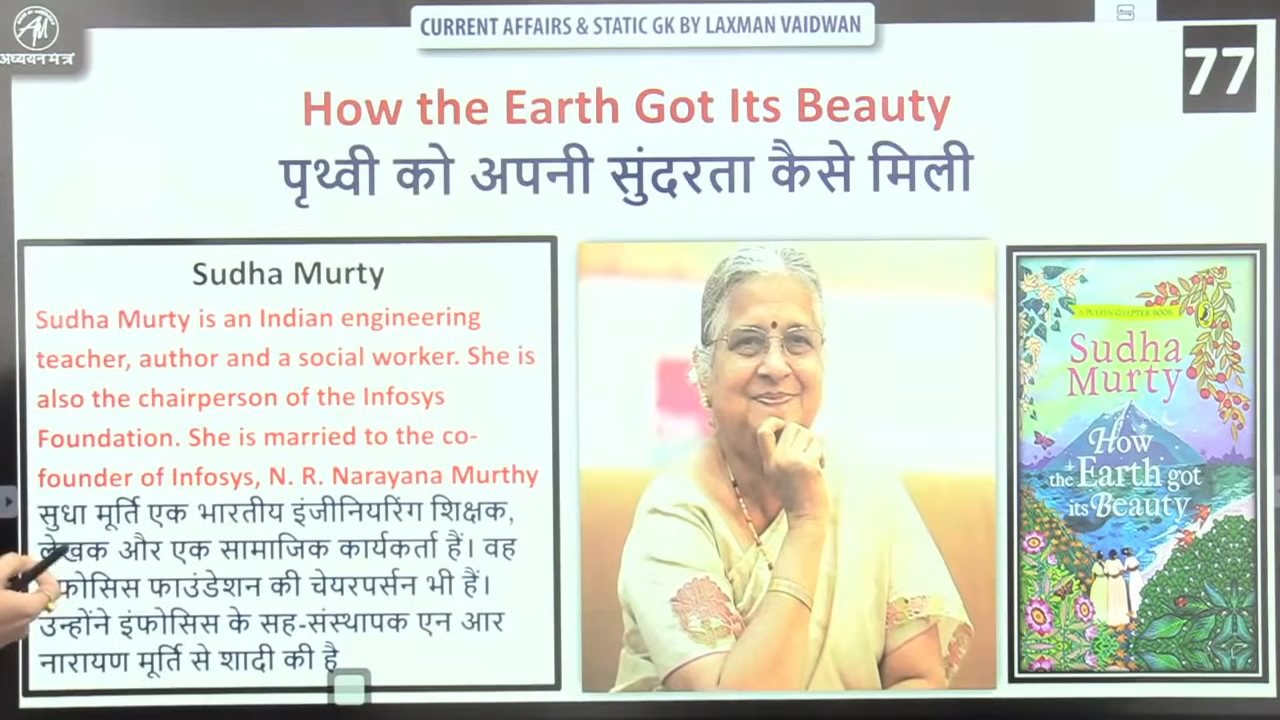 CURRENT AFFAIRS & STATIC GK BY LAXMAN VAIDWAN
अध्ययन मंत्र
77
How the Earth Got Its Beauty
पृथ्वी को अपनी सुंदरता कैसे मिली
Sudha Murty
Sudha Murty is an Indian engineering
teacher, author and a social worker. She is
also the chairperson of the Infosys
Foundation. She is married to the co-
founder of Infosys, N. R. Narayana Murthy
सुधा मूर्ति एक भारतीय इंजीनियरिंग शिक्षक,
लेखक और एक सामाजिक कार्यकर्ता हैं। वह
फोसिस फाउंडेशन की चेयरपर्सन भी हैं।
उन्होंने इंफोसिस के सह-संस्थापक एन आर
नारायण मूर्ति से शादी की है
A PUFFIN CHAPTER BOOK
Sudha
Murty
How
the Earth got
its Beauty